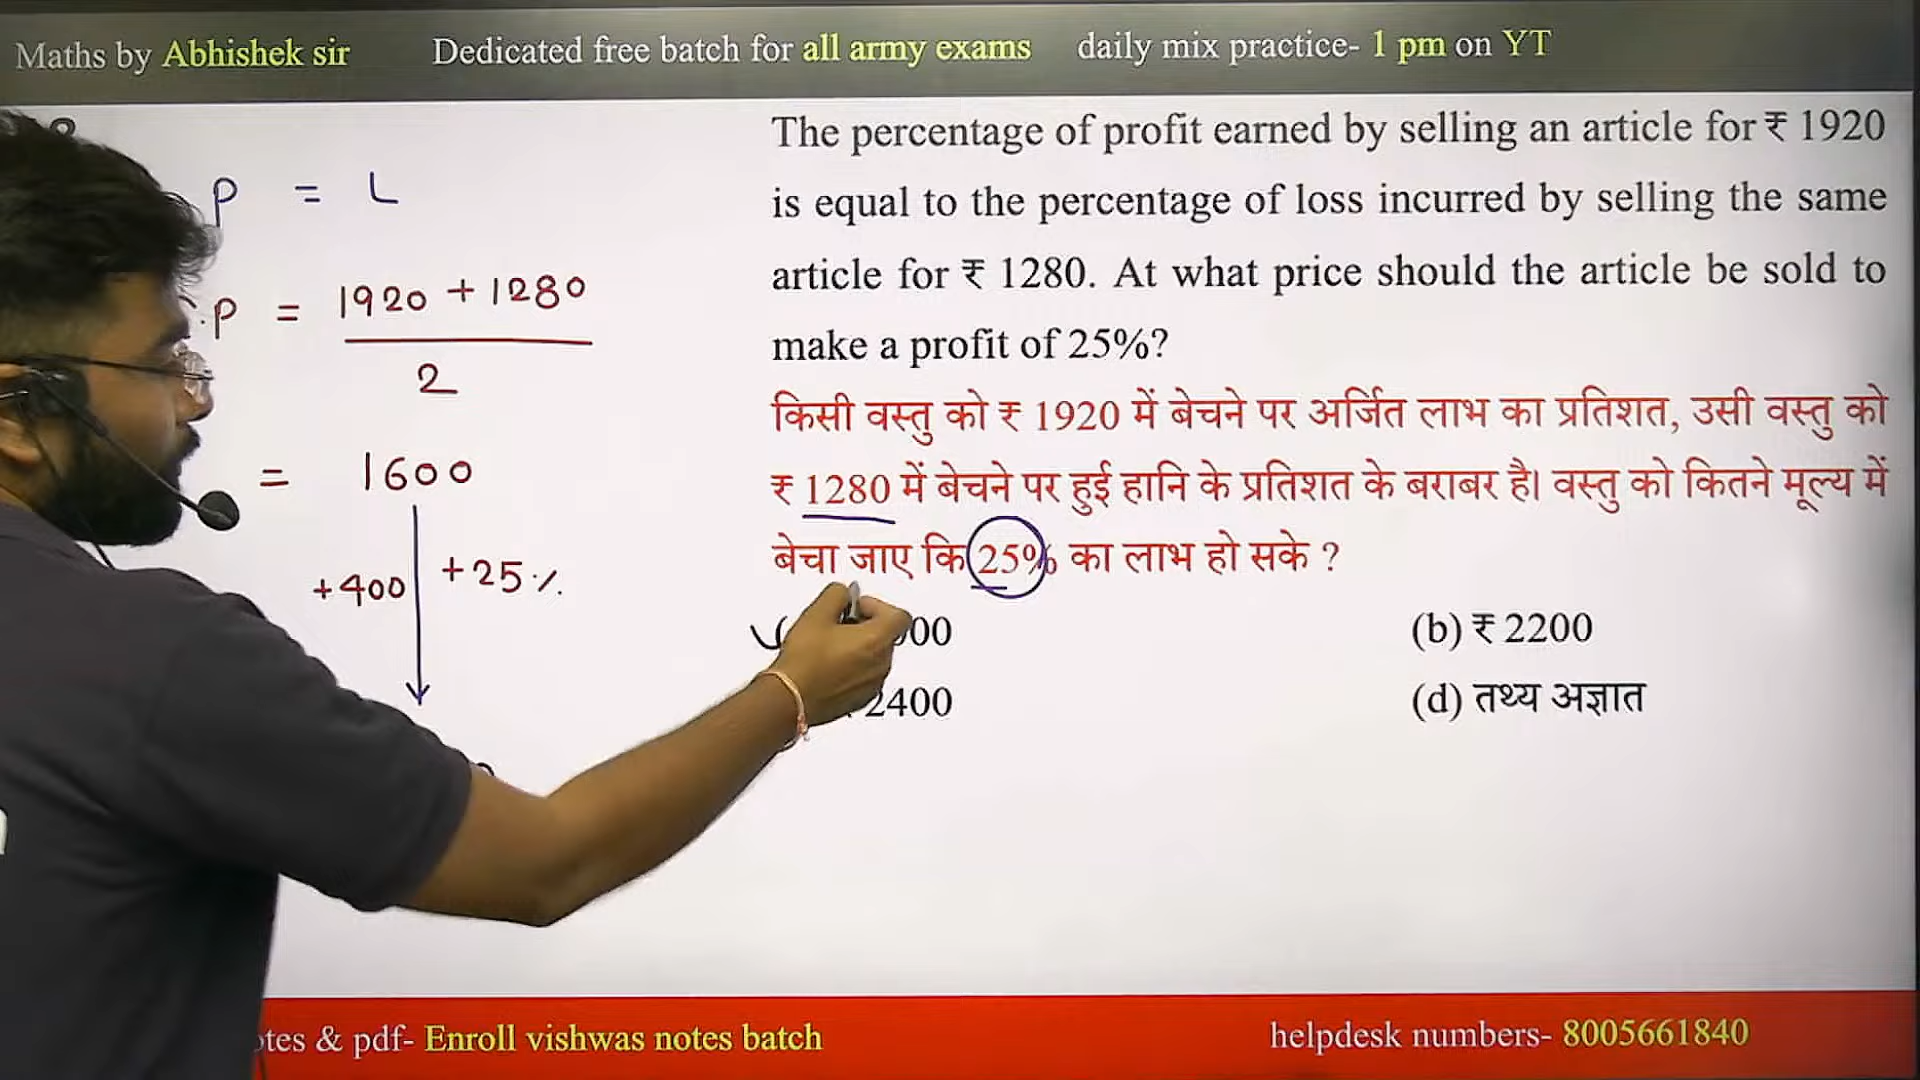 Maths by Abhishek sir Dedicated free batch for all army exams daily mix practice- 1 pm on YT
The percentage of profit earned by selling an article for ₹ 1920
is equal to the percentage of loss incurred by selling the same
article for ₹ 1280. At what price should the article be sold to
make a profit of 25%?
किसी वस्तु को ₹ 1920 में बेचने पर अर्जित लाभ का प्रतिशत, उसी वस्तु को
₹ 1280 में बेचने पर हुई हानि के प्रतिशत के बराबर है। वस्तु को कितने मूल्य में
बेचा जाए कि 25% का लाभ हो सके ?
(b) ₹ 2200
2400
(d) तथ्य अज्ञात
P = L
.P = 1920 + 1280
2
= 1600
+400 +25%
& pdf- Enroll vishwas notes batch
helpdesk numbers- 8005661840